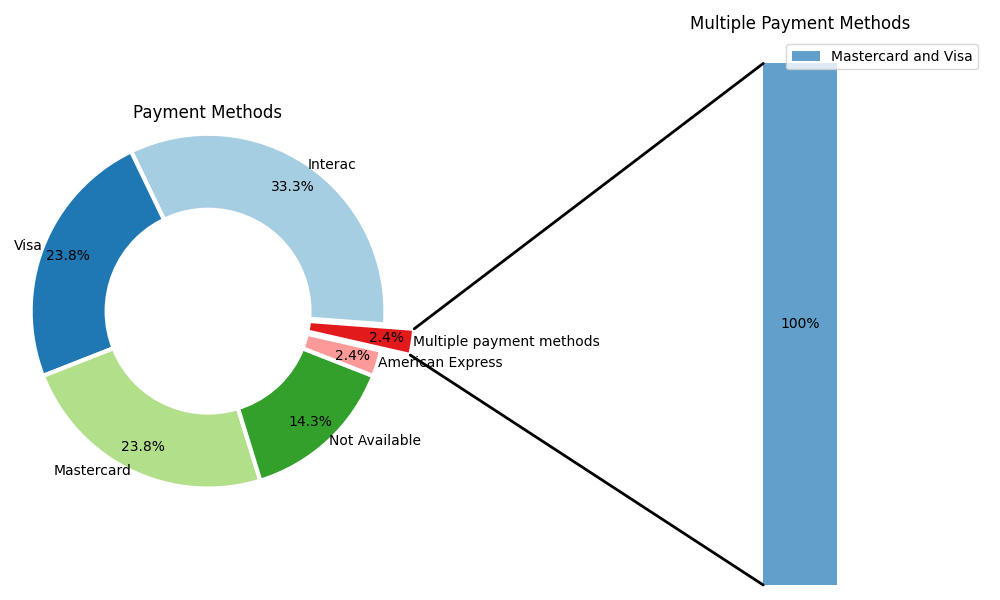 Multiple Payment Methods
Mastercard and Visa
Payment Methods
Interac
33.3%
Visa
23.8%
100%
2.4%
Multiple payment methods
2.4%
American Express
14.3%
Not Available
23.8%
Mastercard